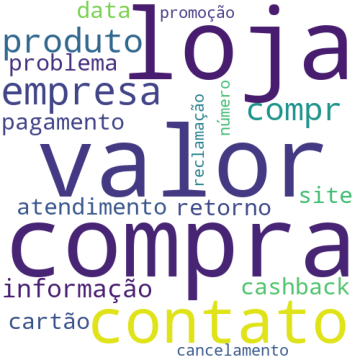 data
promoção
loja
produto
problema
empresa
compr
pagamento
reclamação
número
valor
site
atendimento
retorno
compra
informação
cashback
cartão
contato
cancelamento